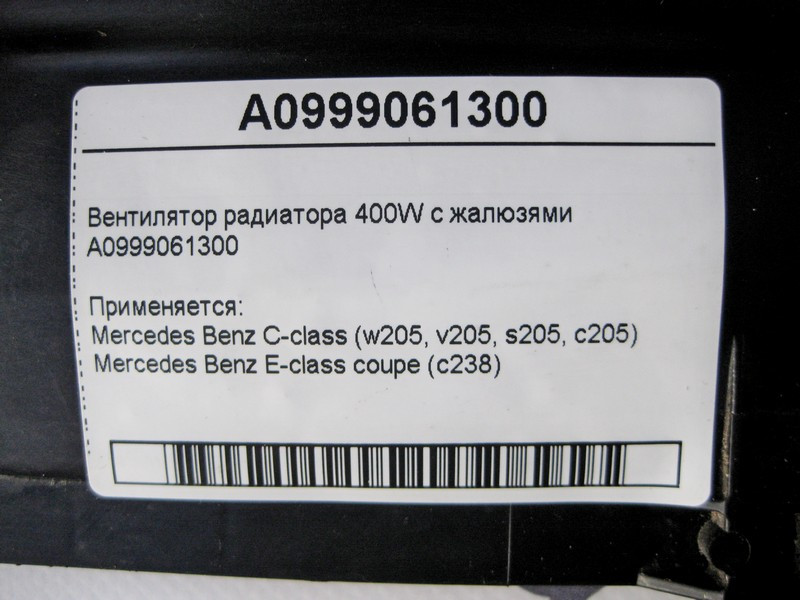 A0999061300
Вентилятор радиатора 400W с жалюзями
A0999061300
Применяется:
Mercedes Benz C-class (w205, v205, s205, c205)
Mercedes Benz E-class coupe (c238)